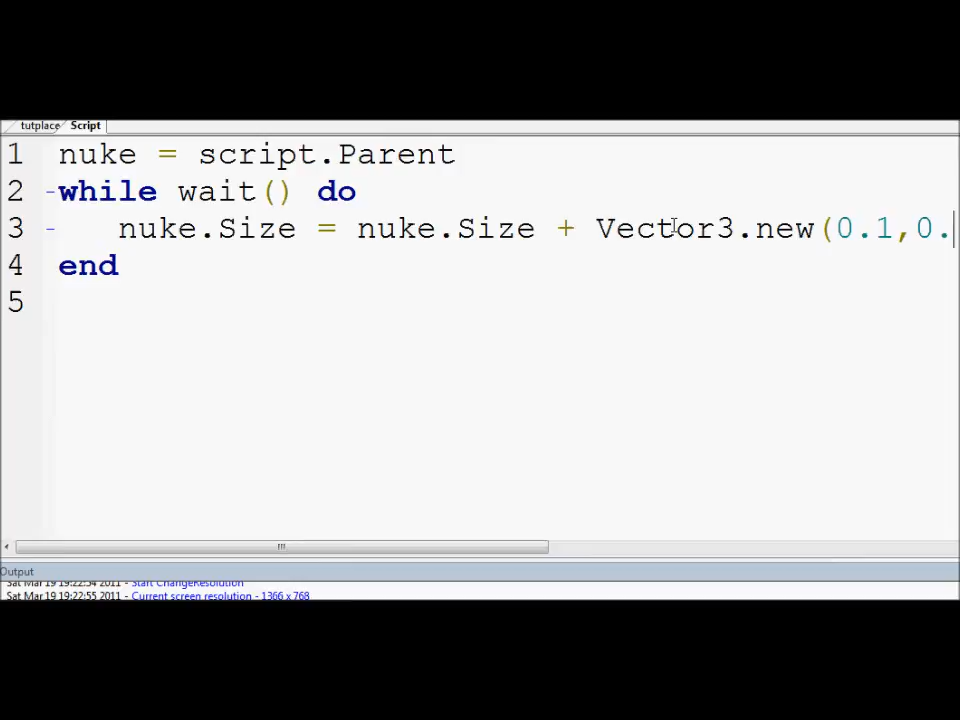 tutplace Script
1 nuke = script.Parent
2 -while wait() do
3 - nuke.Size = nuke.Size + Vector3.new(0.1,0.
4 end
5
Output
Sat Mar 19 19:22:54 2011 - Start ChangeResolution
Sat Mar 19 19:22:55 2011 - Current screen resolution - 1366 x 768